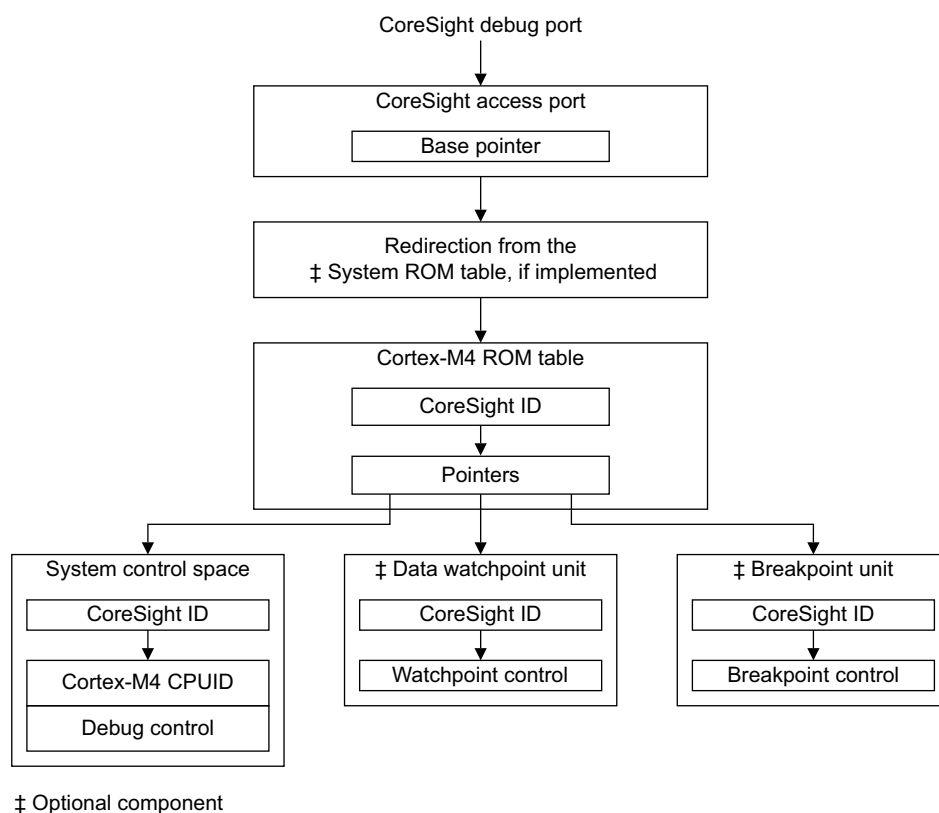 CoreSight debug port
CoreSight access port
Base pointer
Redirection from the
‡ System ROM table, if implemented
Cortex-M4 ROM table
CoreSight ID
Pointers
System control space
CoreSight ID
Cortex-M4 CPUID
Debug control
‡ Data watchpoint unit
CoreSight ID
Watchpoint control
‡ Breakpoint unit
CoreSight ID
Breakpoint control
‡ Optional component